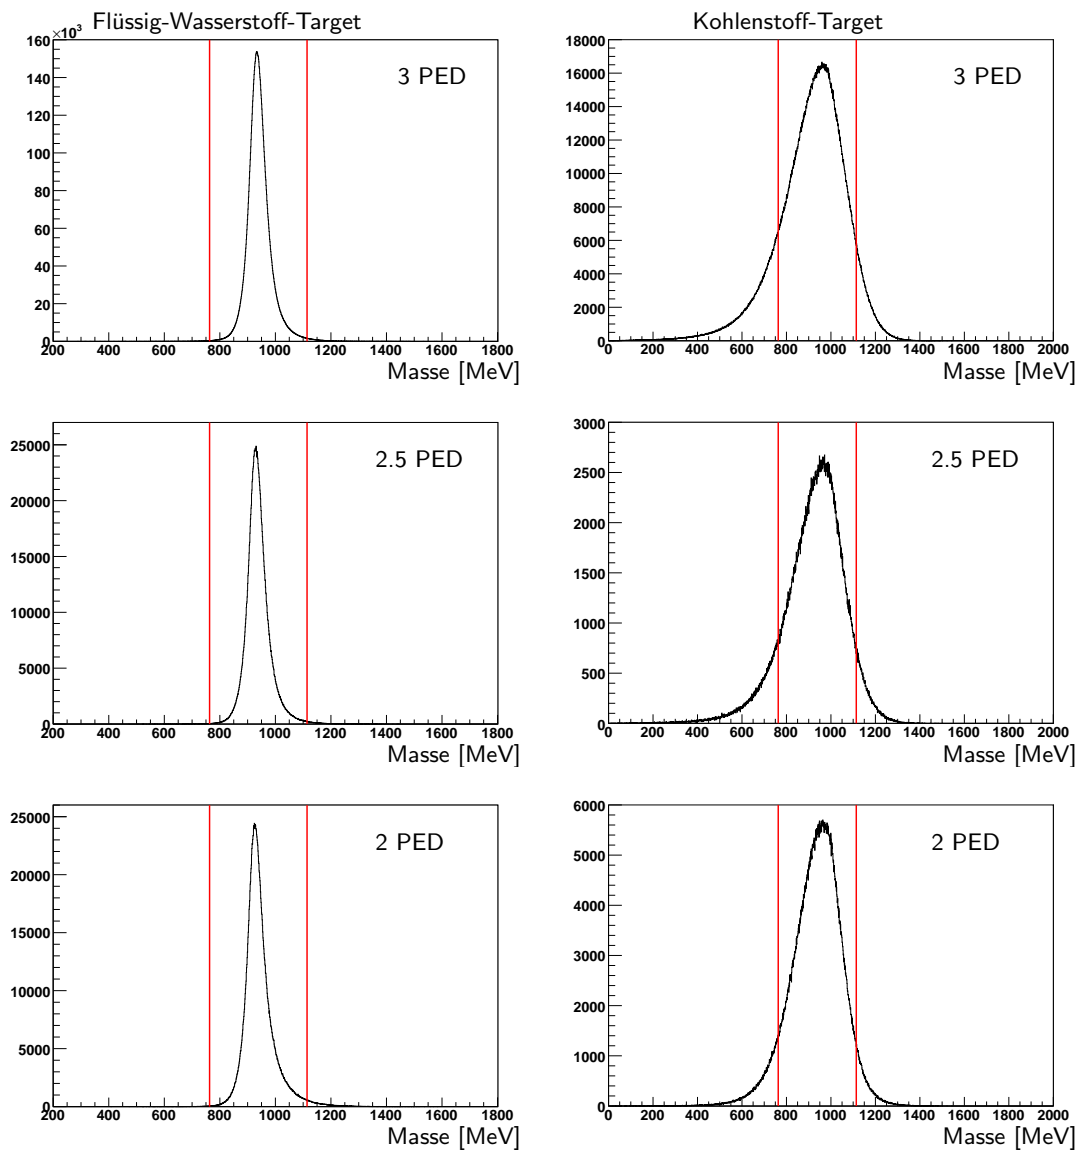 Flüssig-Wasserstoff-Target
Kohlenstoff-Target
×10³
160
140
120
100
80
60
40
20
0
3 PED
200 400 600 800 1000 1200 1400 1600 1800
Masse [MeV]
18000
16000
14000
12000
10000
8000
6000
4000
2000
0
3 PED
0 200 400 600 800 1000 1200 1400 1600 1800 2000
Masse [MeV]
25000
20000
15000
10000
5000
0
2.5 PED
200 400 600 800 1000 1200 1400 1600 1800
Masse [MeV]
3000
2500
2000
1500
1000
500
0
2.5 PED
0 200 400 600 800 1000 1200 1400 1600 1800 2000
Masse [MeV]
25000
20000
15000
10000
5000
0
2 PED
200 400 600 800 1000 1200 1400 1600 1800
Masse [MeV]
6000
5000
4000
3000
2000
1000
0
2 PED
0 200 400 600 800 1000 1200 1400 1600 1800 2000
Masse [MeV]